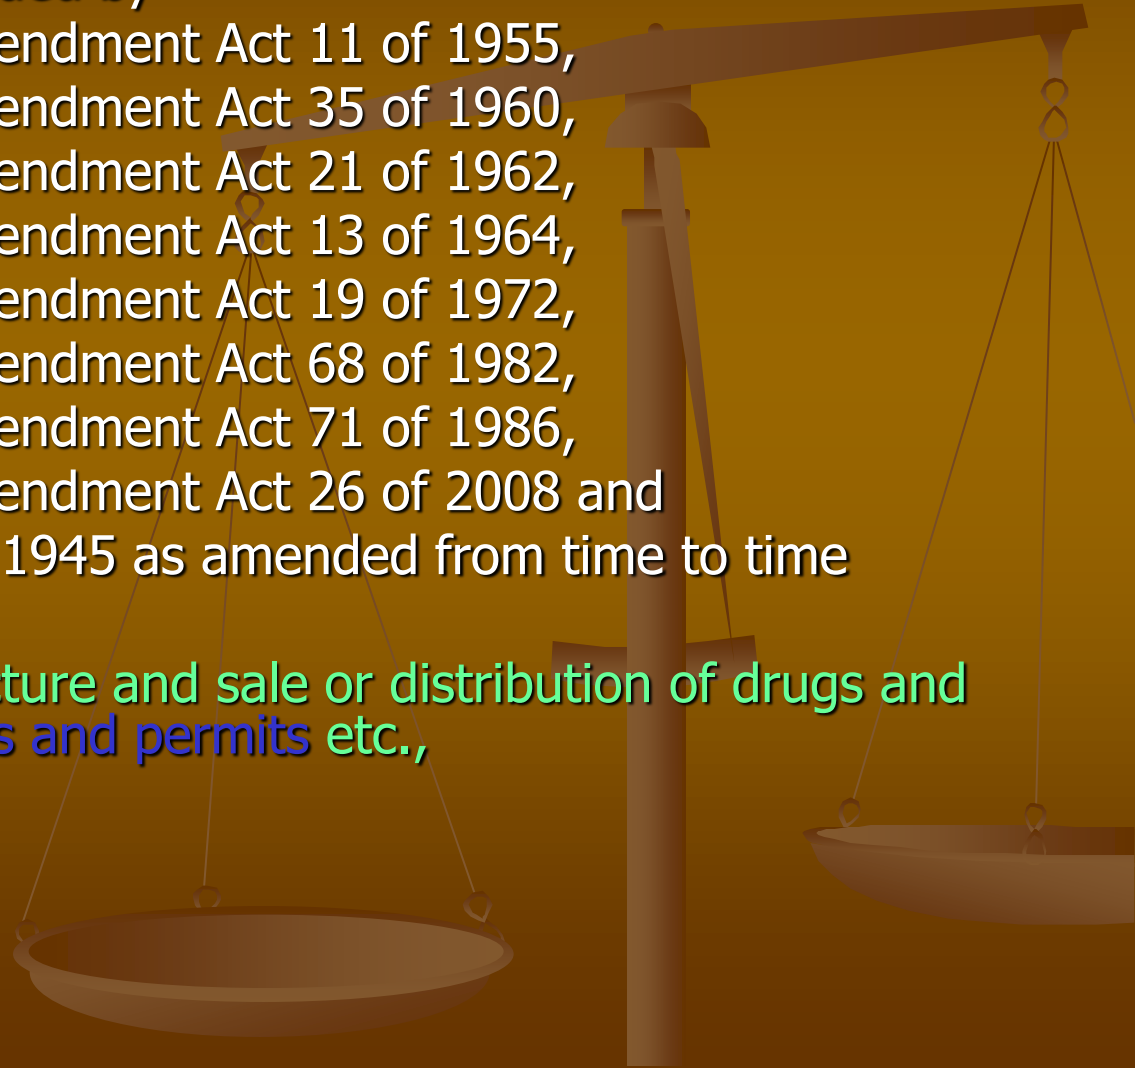 endment Act 11 of 1955,
endment Act 35 of 1960,
endment Act 21 of 1962,
endment Act 13 of 1964,
endment Act 19 of 1972,
endment Act 68 of 1982,
endment Act 71 of 1986,
endment Act 26 of 2008 and
1945 as amended from time to time
ture and sale or distribution of drugs and
s and permits etc.,